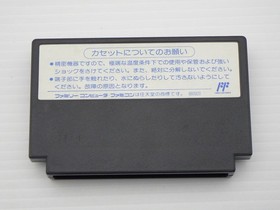 カセットについてのお願い
●精密機器ですので、極端な温度条件下での使用や保管および強い
ショックをさけてください。また、絶対に分解しないでください。
●端子部に手を触れたり、水にぬらしたりして汚さないようにして
ください。故障の原因となります。
ファミリーコンピュータ・ファミコンは任天堂の商標です。
FF